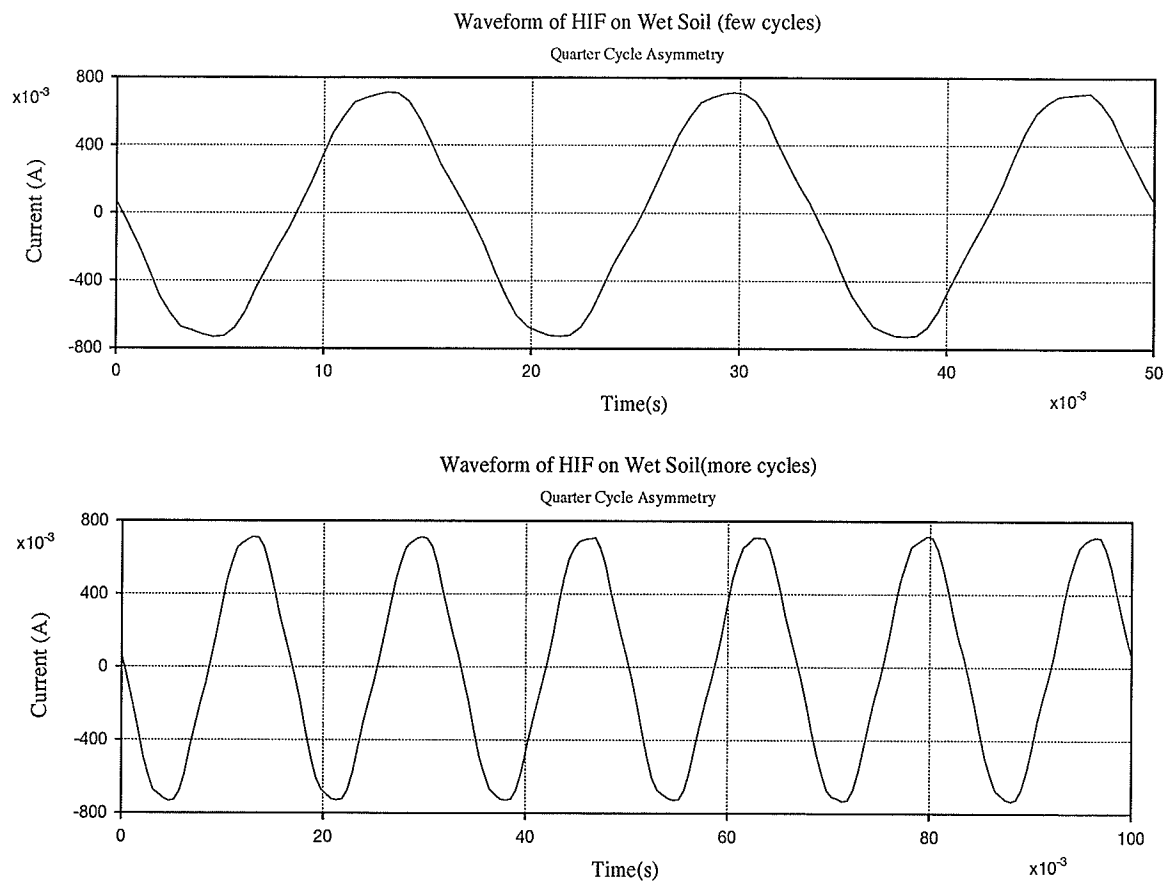 Waveform of HIF on Wet Soil (few cycles)
Quarter Cycle Asymmetry
800
x10-3
400
0
-400
-800
Current (A)
0 10 20 30 40 50
Time(s)
x10-3
Waveform of HIF on Wet Soil(more cycles)
Quarter Cycle Asymmetry
800
x10-3
400
0
-400
-800
Current (A)
0 20 40 60 80 100
Time(s)
x10-3